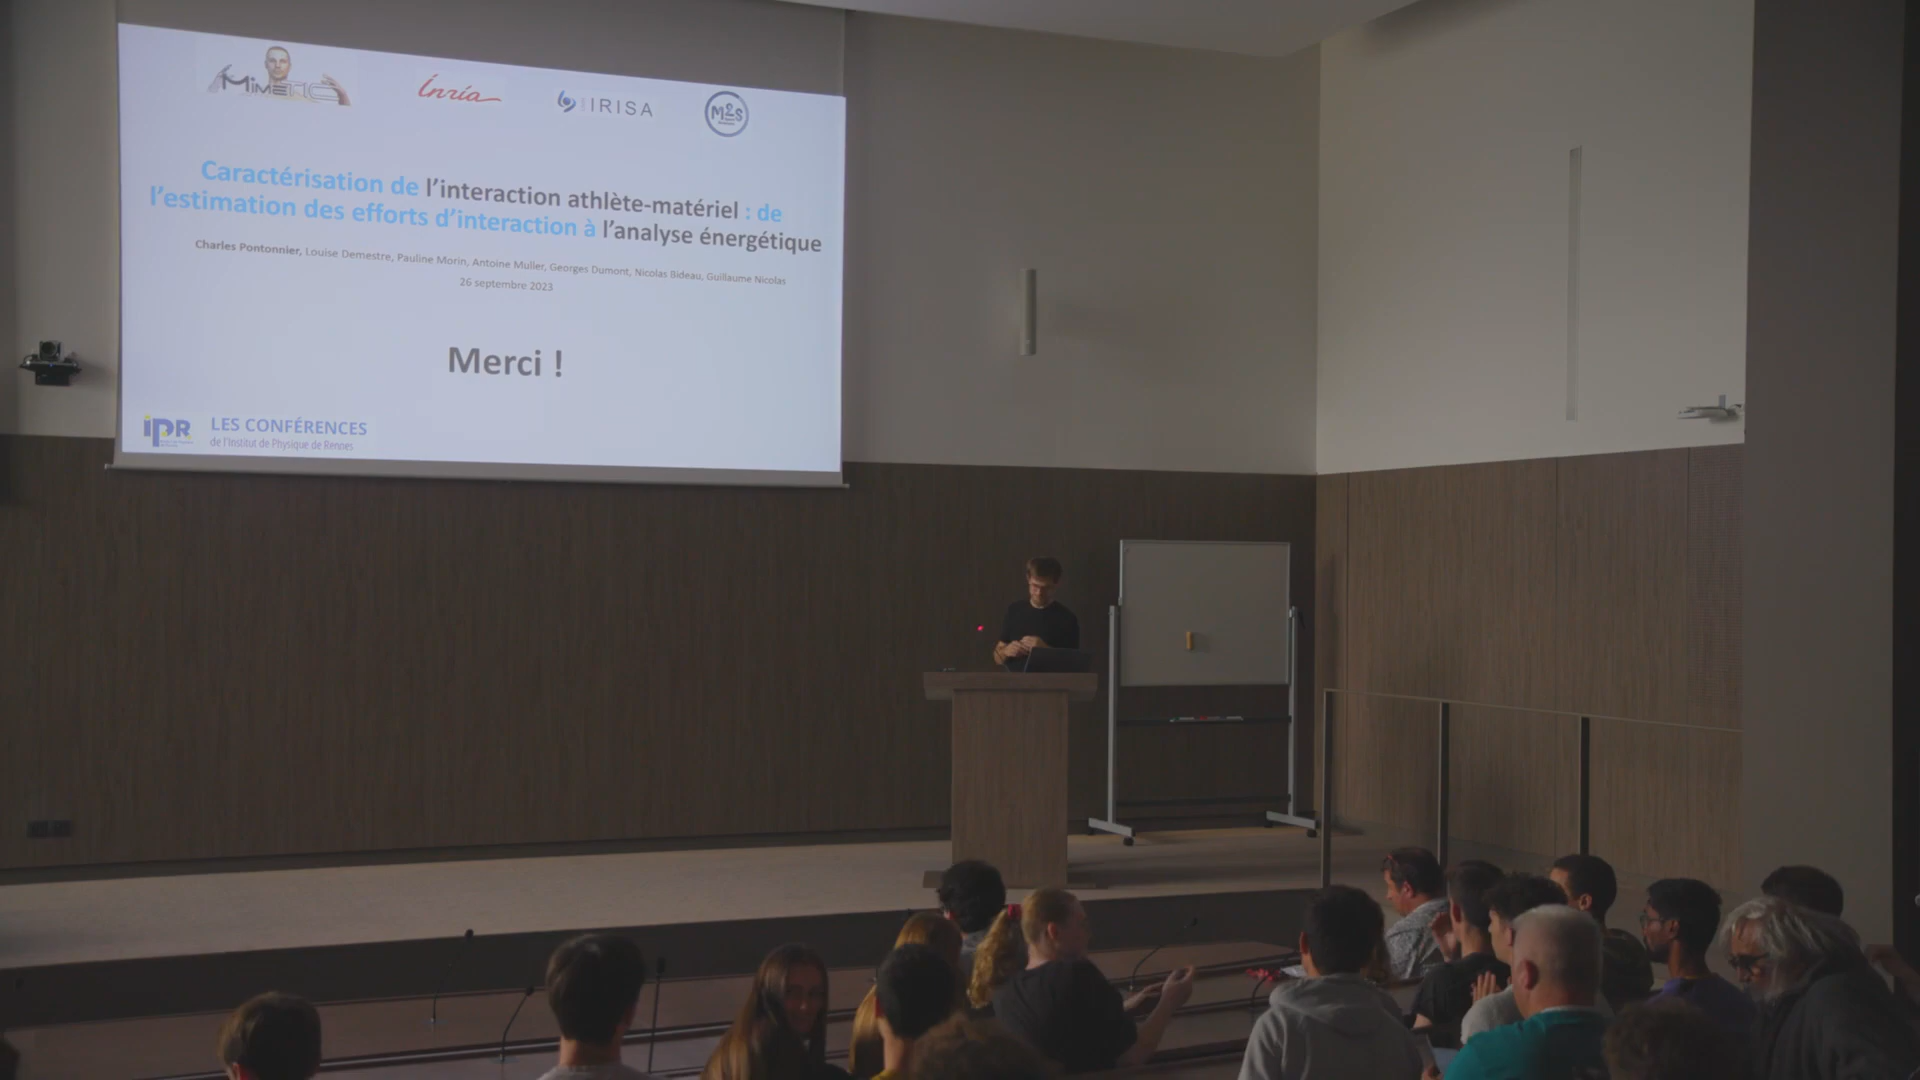 MimeTIC
Inria
IRISA
M2S
Caractérisation de l'interaction athlète-matériel : de
l'estimation des efforts d'interaction à l'analyse énergétique
Charles Pontonnier, Louise Demestre, Pauline Morin, Antoine Muller, Georges Dumont, Nicolas Bideau, Guillaume Nicolas
26 septembre 2023
Merci !
iPR
LES CONFÉRENCES
de l'Institut de Physique de Rennes